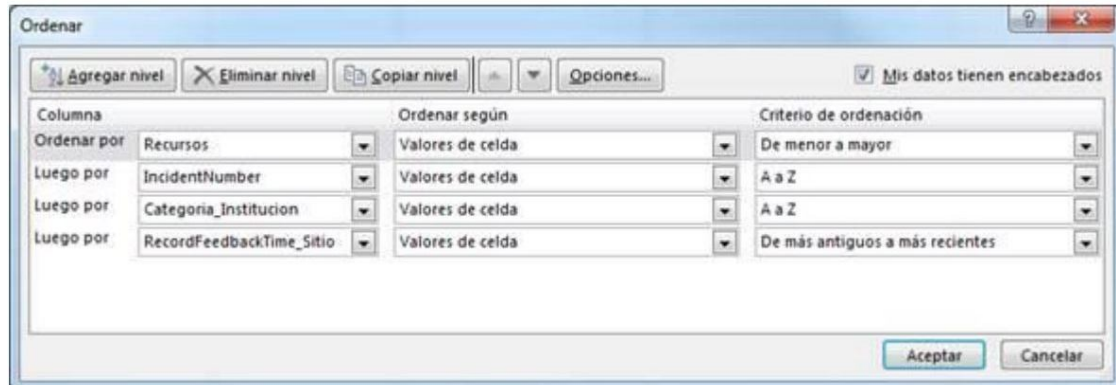 Ordenar
Agregar nivel Eliminar nivel Copiar nivel Opciones... Mis datos tienen encabezados
Columna Ordenar según Criterio de ordenación
Ordenar por Recursos Valores de celda De menor a mayor
Luego por IncidentNumber Valores de celda A a Z
Luego por Categoria_Institucion Valores de celda A a Z
Luego por RecordFeedbackTime_Sitio Valores de celda De más antiguos a más recientes
Aceptar Cancelar